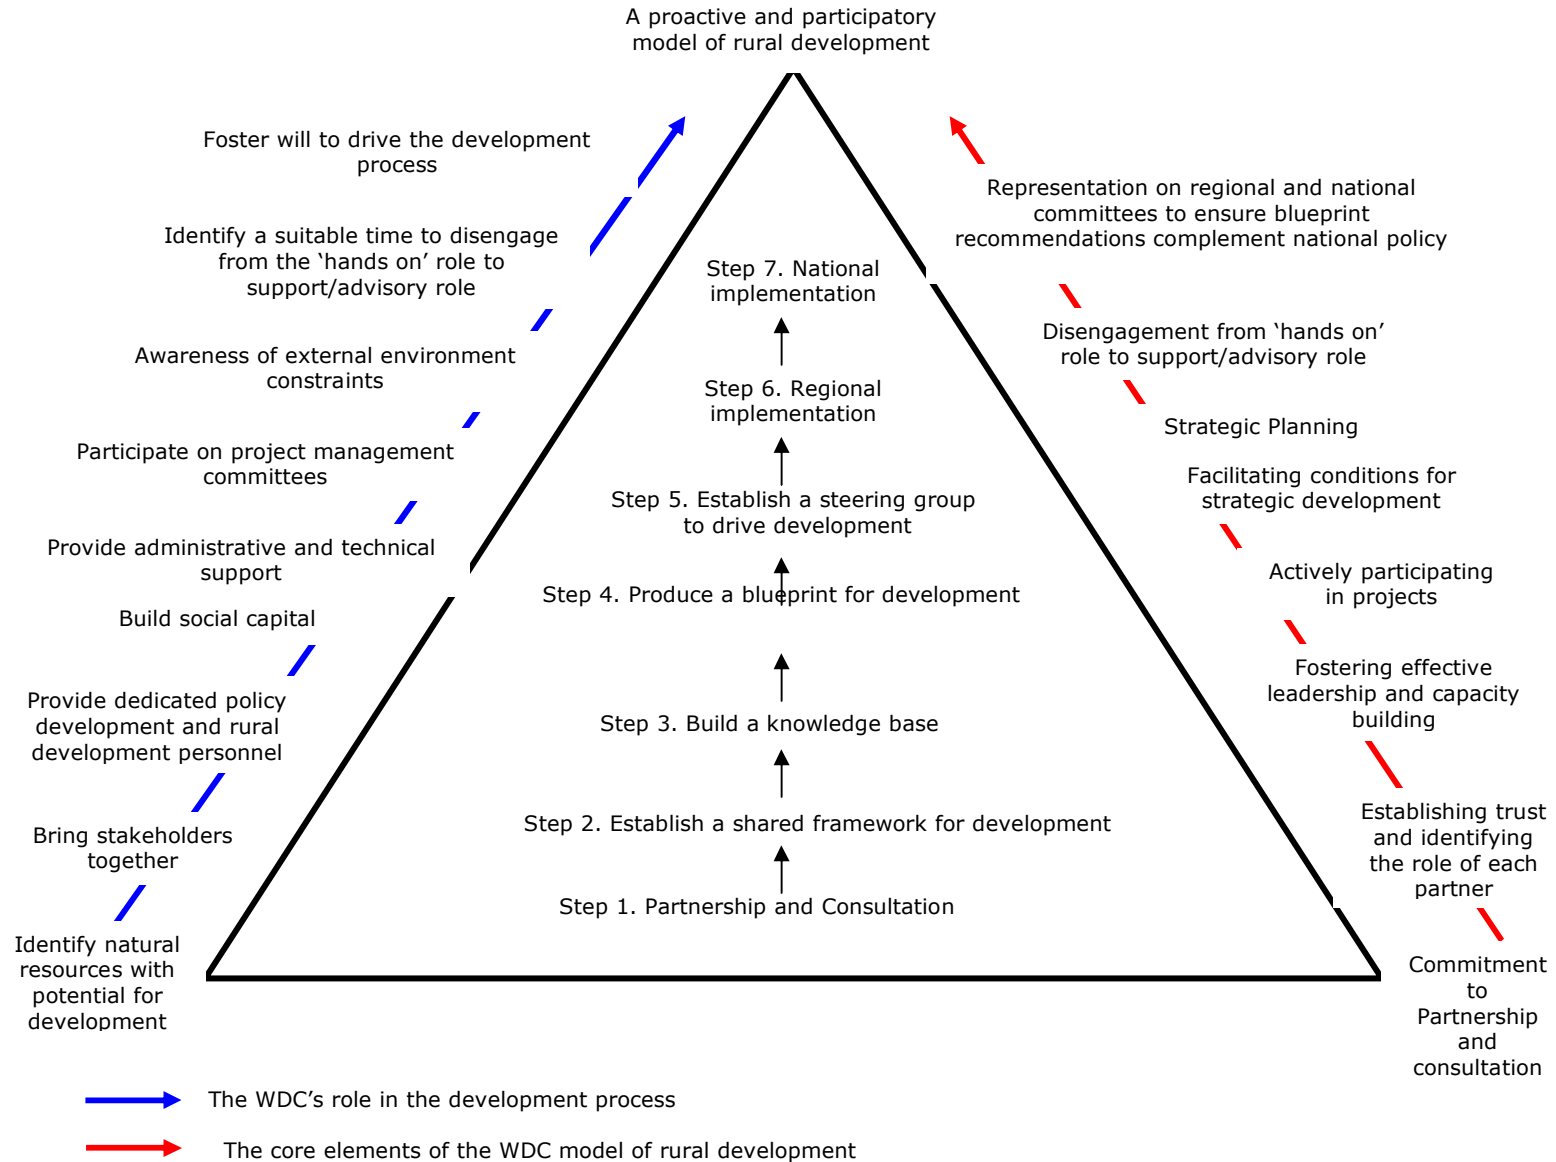 A proactive and participatory
model of rural development
Foster will to drive the development
process
Identify a suitable time to disengage
from the ‘hands on’ role to
support/advisory role
Awareness of external environment
constraints
Participate on project management
committees
Provide administrative and technical
support
Build social capital
Provide dedicated policy
development and rural
development personnel
Bring stakeholders
together
Identify natural
resources with
potential for
development
Step 7. National
implementation
Step 6. Regional
implementation
Step 5. Establish a steering group
to drive development
Step 4. Produce a blueprint for development
Step 3. Build a knowledge base
Step 2. Establish a shared framework for development
Step 1. Partnership and Consultation
Representation on regional and national
committees to ensure blueprint
recommendations complement national policy
Disengagement from ‘hands on’
role to support/advisory role
Strategic Planning
Facilitating conditions for
strategic development
Actively participating
in projects
Fostering effective
leadership and capacity
building
Establishing trust
and identifying
the role of each
partner
Commitment
to
Partnership
and
consultation
The WDC’s role in the development process
The core elements of the WDC model of rural development